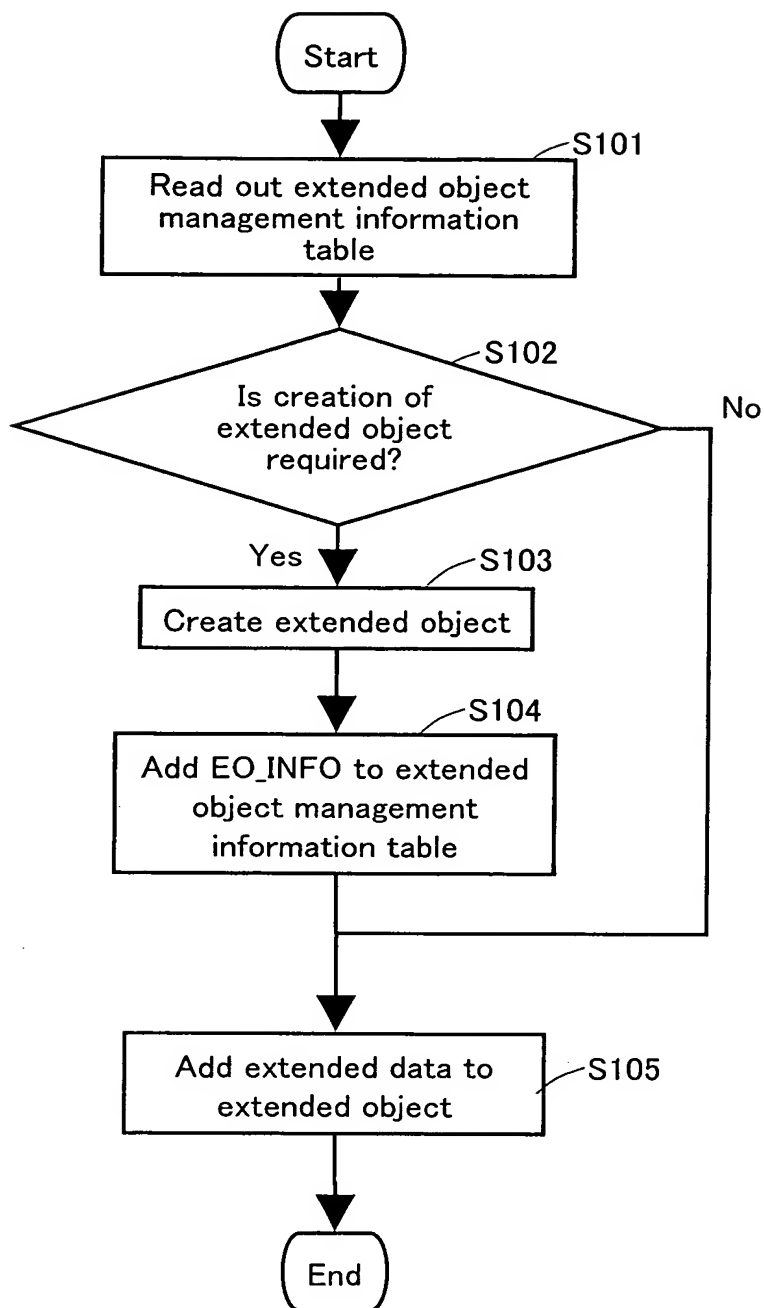 Start
S101
Read out extended object
management information
table
S102
Is creation of
extended object
required?
No
Yes
S103
Create extended object
S104
Add EO_INFO to extended
object management
information table
Add extended data to
extended object
S105
End